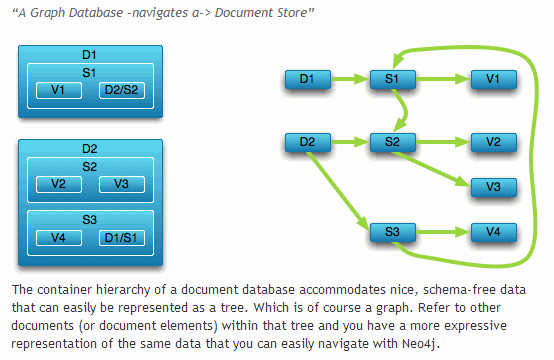 “A Graph Database –navigates a–> Document Store”
D1
S1
V1 D2/S2
D2
S2
V2 V3
S3
V4 D1/S1
D1 S1 V1
D2 S2 V2
V3
S3 V4
The container hierarchy of a document database accommodates nice, schema-free data
that can easily be represented as a tree. Which is of course a graph. Refer to other
documents (or document elements) within that tree and you have a more expressive
representation of the same data that you can easily navigate with Neo4j.